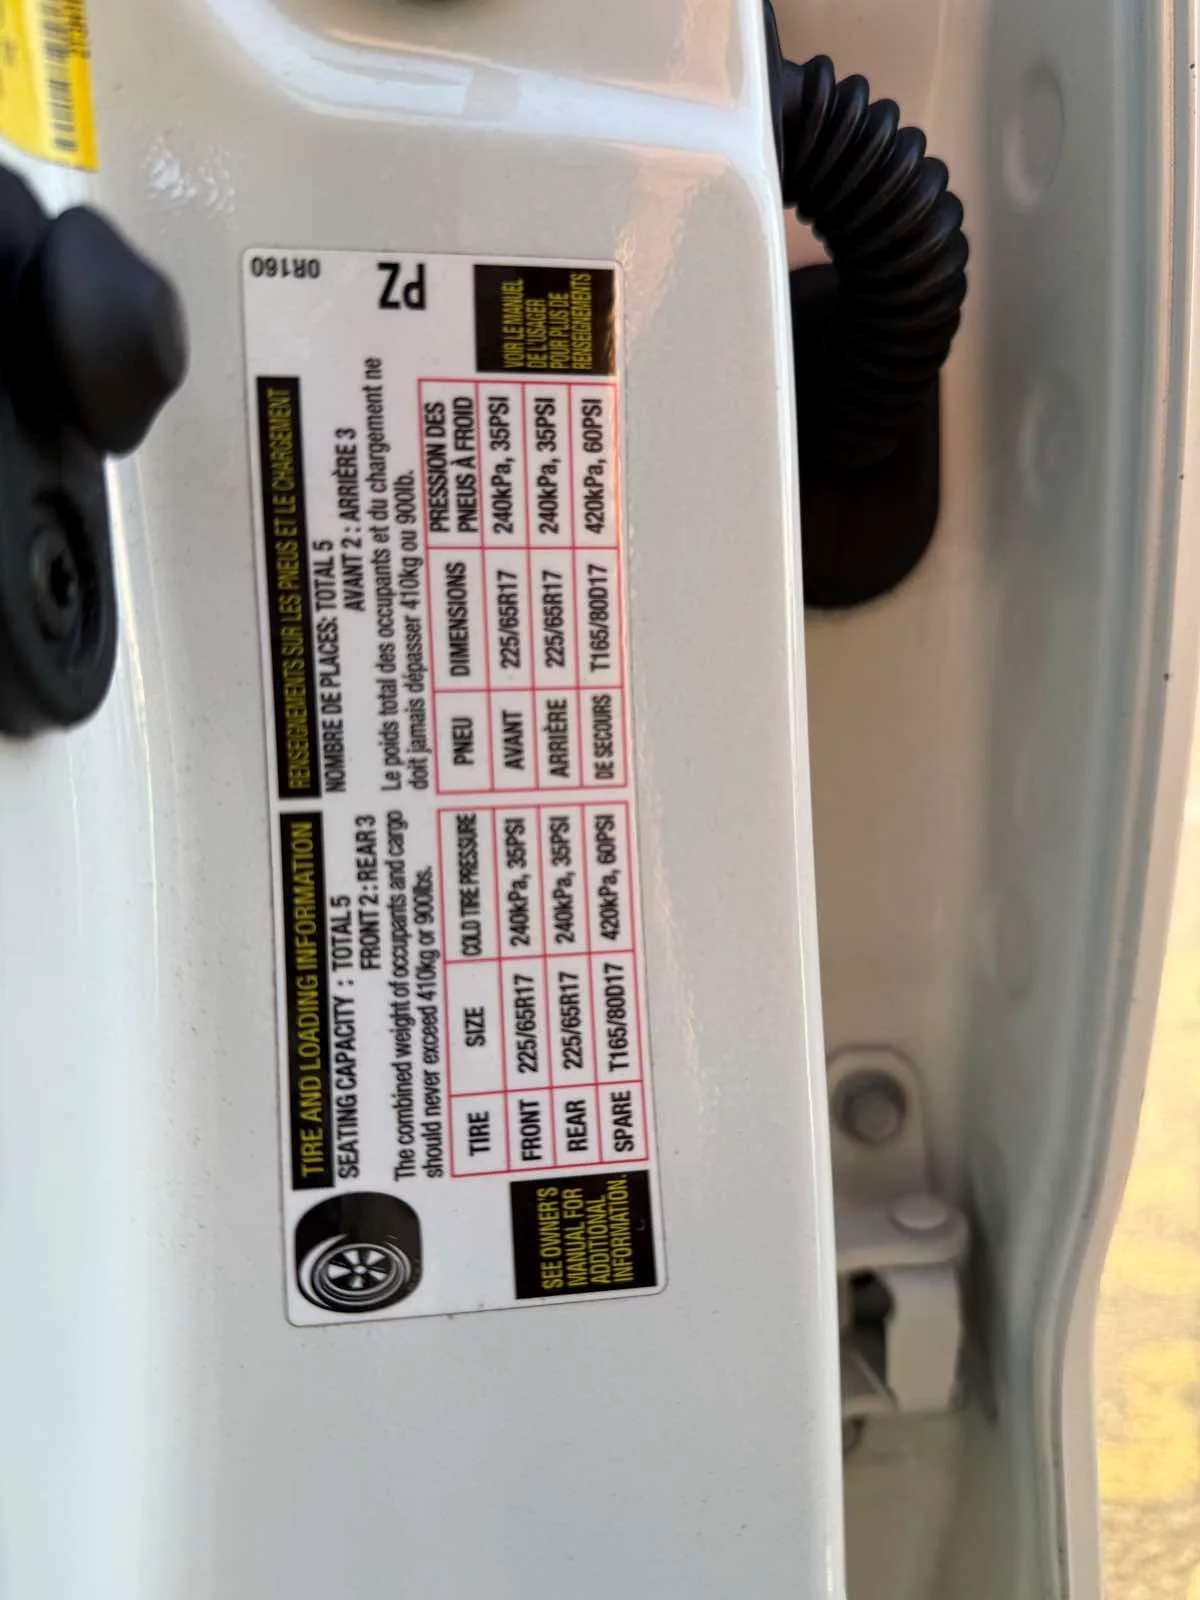 TIRE AND LOADING INFORMATION
SEATING CAPACITY : TOTAL 5
FRONT 2 : REAR 3
The combined weight of occupants and cargo
should never exceed 410kg or 900lbs.
TIRE SIZE COLD TIRE PRESSURE
FRONT 225/65R17 240kPa, 35PSI
REAR 225/65R17 240kPa, 35PSI
SPARE T165/80D17 420kPa, 60PSI
SEE OWNER'S
MANUAL FOR
ADDITIONAL
INFORMATION.
RENSEIGNEMENTS SUR LES PNEUS ET LE CHARGEMENT
NOMBRE DE PLACES: TOTAL 5
AVANT 2 : ARRIÈRE 3
Le poids total des occupants et du chargement ne
doit jamais dépasser 410kg ou 900lb.
PNEU DIMENSIONS PRESSION DES
PNEUS À FROID
AVANT 225/65R17 240kPa, 35PSI
ARRIÈRE 225/65R17 240kPa, 35PSI
DE SECOURS T165/80D17 420kPa, 60PSI
VOIR LE MANUEL
DE L'USAGER
POUR PLUS DE
RENSEIGNEMENTS
0R160
PZ